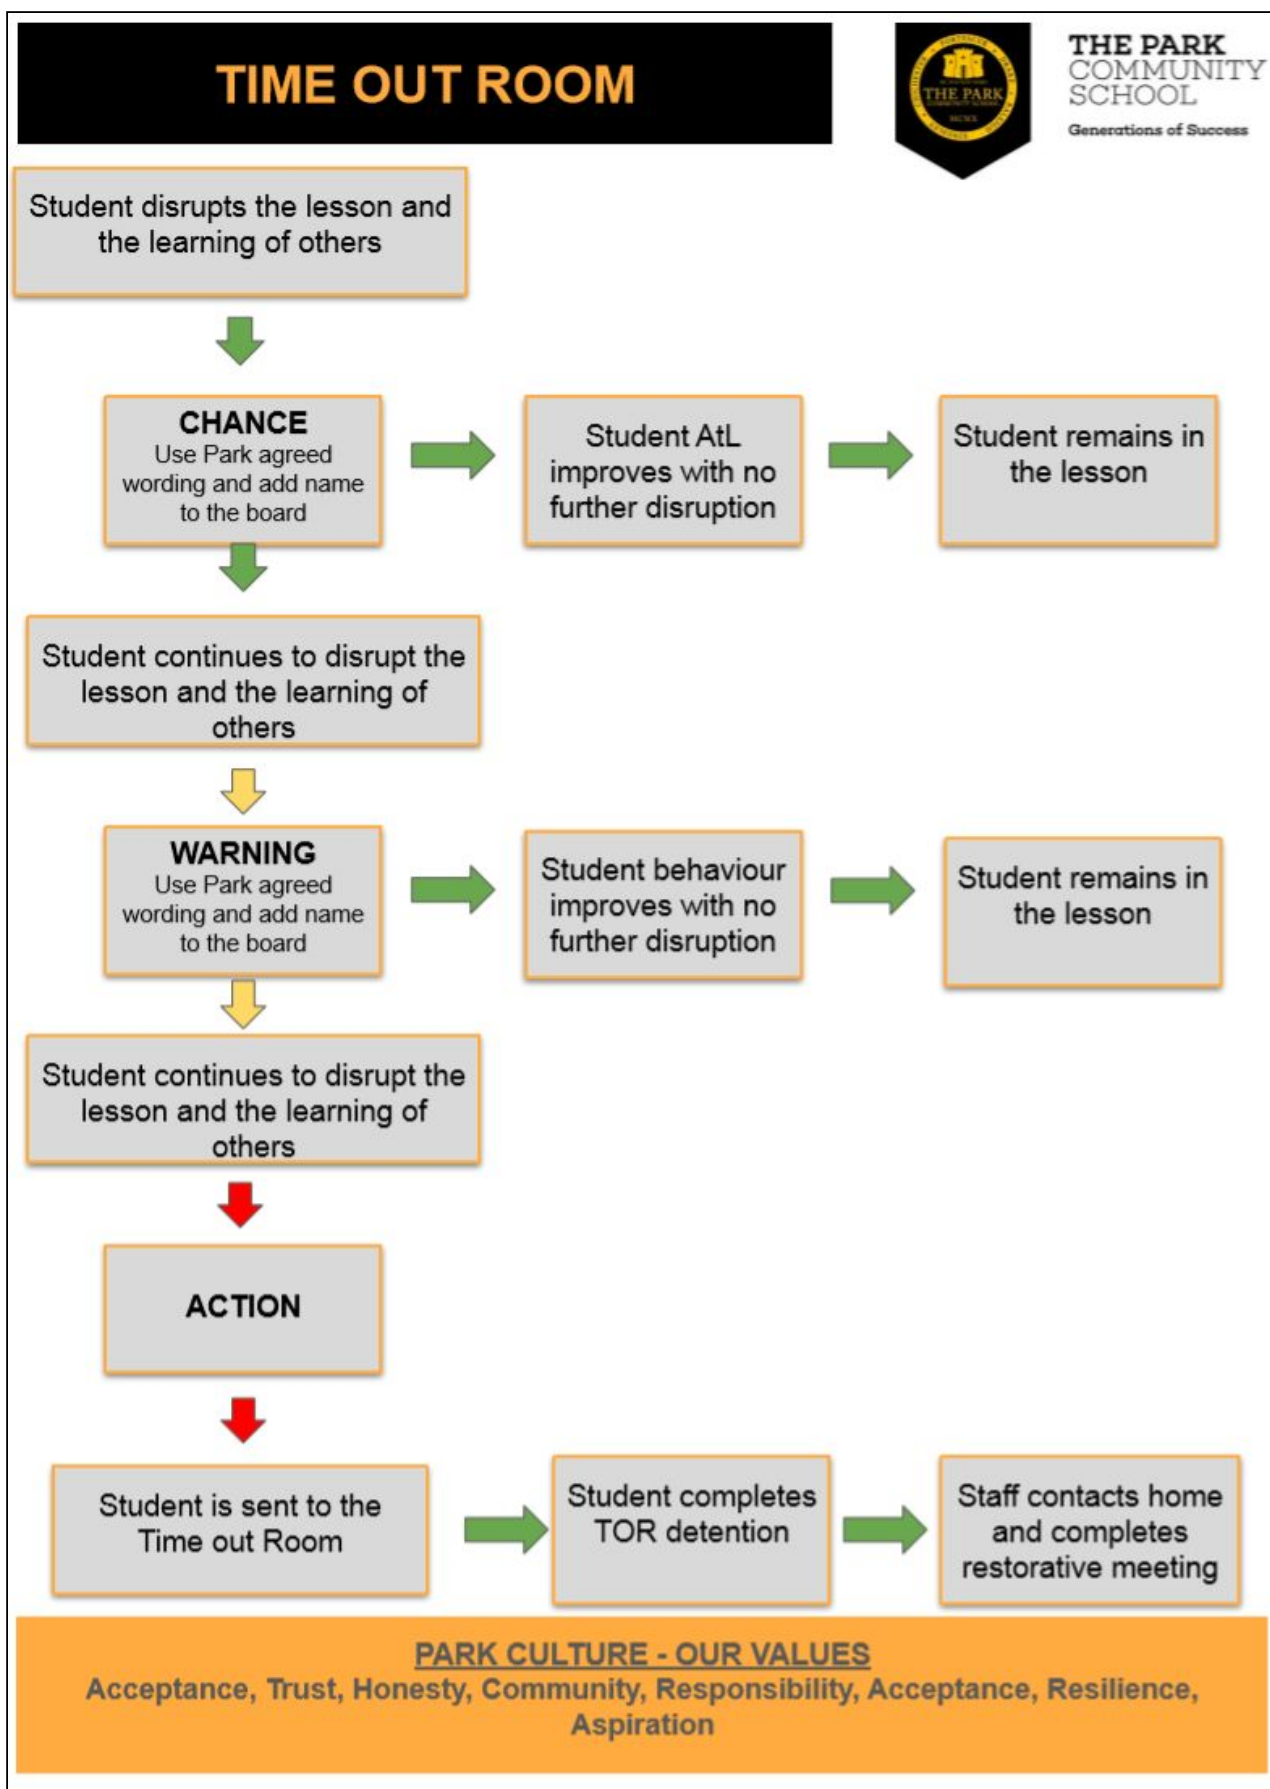 TIME OUT ROOM
THE PARK
COMMUNITY SCHOOL
MCMX
THE PARK
COMMUNITY
SCHOOL
Generations of Success
Student disrupts the lesson and
the learning of others
CHANCE
Use Park agreed
wording and add name
to the board
Student AtL
improves with no
further disruption
Student remains in
the lesson
Student continues to disrupt the
lesson and the learning of
others
WARNING
Use Park agreed
wording and add name
to the board
Student behaviour
improves with no
further disruption
Student remains in
the lesson
Student continues to disrupt the
lesson and the learning of
others
ACTION
Student is sent to the
Time out Room
Student completes
TOR detention
Staff contacts home
and completes
restorative meeting
PARK CULTURE - OUR VALUES
Acceptance, Trust, Honesty, Community, Responsibility, Acceptance, Resilience,
Aspiration